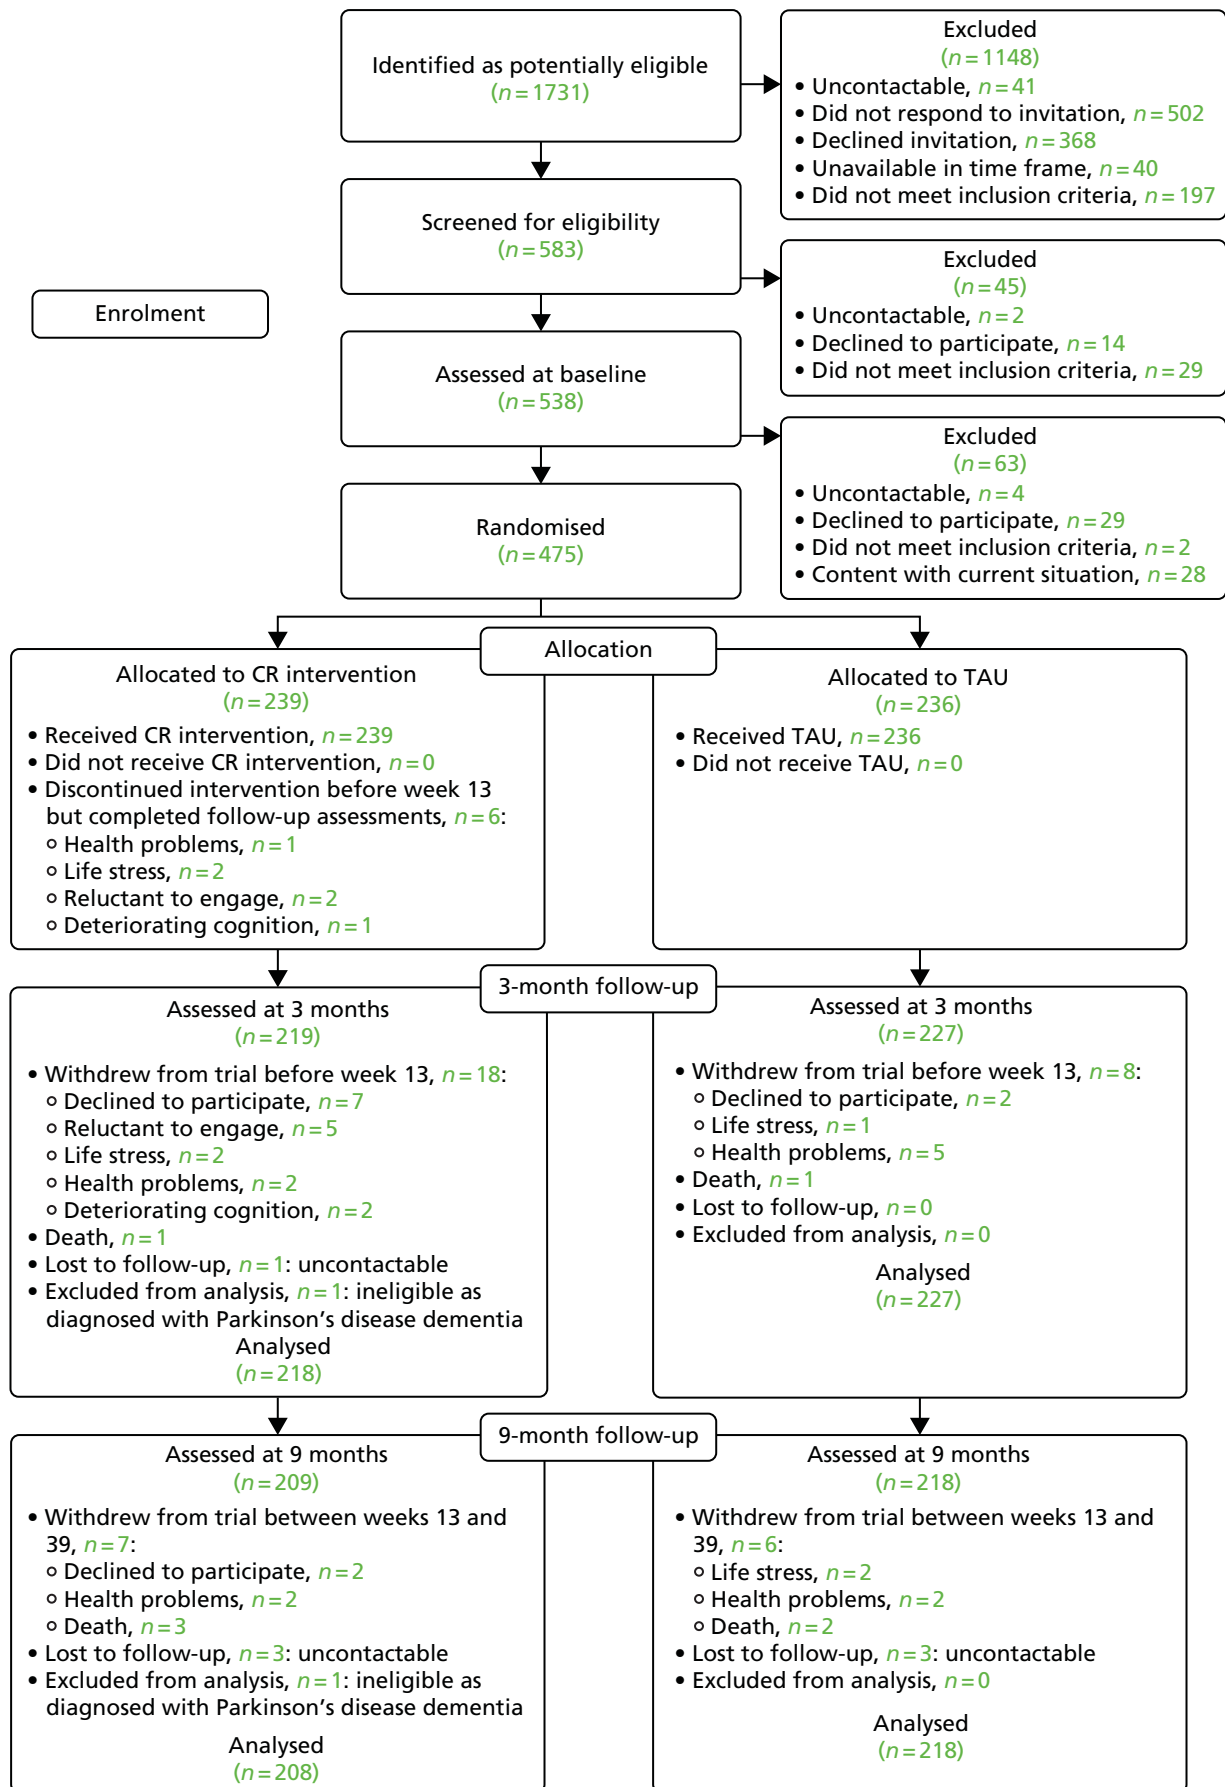 Identified as potentially eligible
(n=1731)
Excluded
(n=1148)
• Uncontactable, n=41
• Did not respond to invitation, n=502
• Declined invitation, n=368
• Unavailable in time frame, n=40
• Did not meet inclusion criteria, n=197
Screened for eligibility
(n=583)
Excluded
(n=45)
• Uncontactable, n=2
• Declined to participate, n=14
• Did not meet inclusion criteria, n=29
Enrolment
Assessed at baseline
(n=538)
Excluded
(n=63)
• Uncontactable, n=4
• Declined to participate, n=29
• Did not meet inclusion criteria, n=2
• Content with current situation, n=28
Randomised
(n=475)
Allocation
Allocated to CR intervention
(n=239)
• Received CR intervention, n=239
• Did not receive CR intervention, n=0
• Discontinued intervention before week 13
but completed follow-up assessments, n=6:
o Health problems, n=1
o Life stress, n=2
o Reluctant to engage, n=2
o Deteriorating cognition, n=1
Allocated to TAU
(n=236)
• Received TAU, n=236
• Did not receive TAU, n=0
3-month follow-up
Assessed at 3 months
(n=219)
• Withdrew from trial before week 13, n=18:
o Declined to participate, n=7
o Reluctant to engage, n=5
o Life stress, n=2
o Health problems, n=2
o Deteriorating cognition, n=2
• Death, n=1
• Lost to follow-up, n=1: uncontactable
• Excluded from analysis, n=1: ineligible as
diagnosed with Parkinson's disease dementia
Analysed
(n=218)
Assessed at 3 months
(n=227)
• Withdrew from trial before week 13, n=8:
o Declined to participate, n=2
o Life stress, n=1
o Health problems, n=5
• Death, n=1
• Lost to follow-up, n=0
• Excluded from analysis, n=0
Analysed
(n=227)
9-month follow-up
Assessed at 9 months
(n=209)
• Withdrew from trial between weeks 13 and
39, n=7:
o Declined to participate, n=2
o Health problems, n=2
o Death, n=3
• Lost to follow-up, n=3: uncontactable
• Excluded from analysis, n=1: ineligible as
diagnosed with Parkinson's disease dementia
Analysed
(n=208)
Assessed at 9 months
(n=218)
• Withdrew from trial between weeks 13 and
39, n=6:
o Life stress, n=2
o Health problems, n=2
o Death, n=2
• Lost to follow-up, n=3: uncontactable
• Excluded from analysis, n=0
Analysed
(n=218)